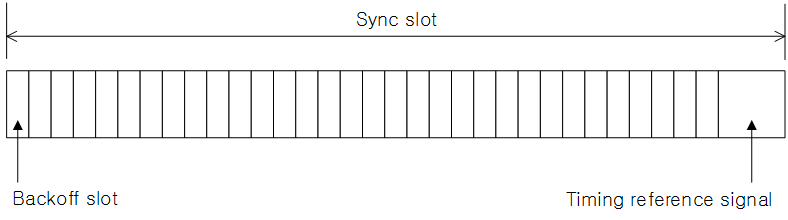 Sync slot
Backoff slot
Timing reference signal